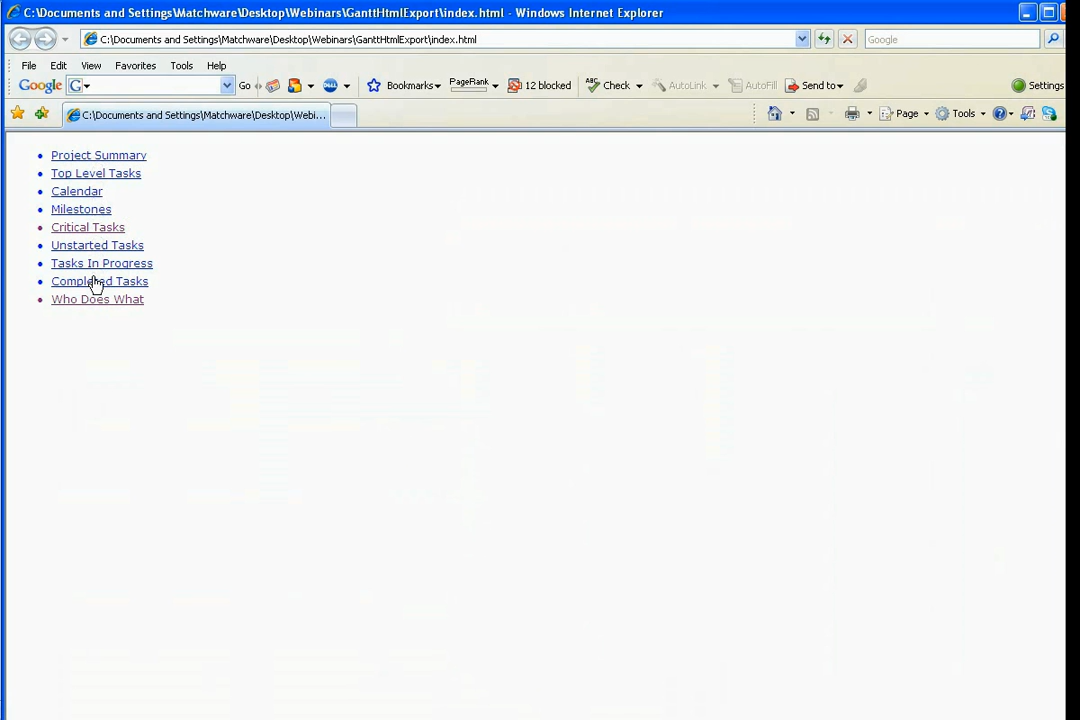 C:\Documents and Settings\Matchware\Desktop\Webinars\GanttHtmlExport\index.html - Windows Internet Explorer
C:\Documents and Settings\Matchware\Desktop\Webinars\GanttHtmlExport\index.html Google
File Edit View Favorites Tools Help
Google G Go Bookmarks PageRank 12 blocked ABC Check AutoLink AutoFill Send to Settings
C:\Documents and Settings\Matchware\Desktop\Webi... Page Tools
Project Summary
Top Level Tasks
Calendar
Milestones
Critical Tasks
Unstarted Tasks
Tasks In Progress
Completed Tasks
Who Does What